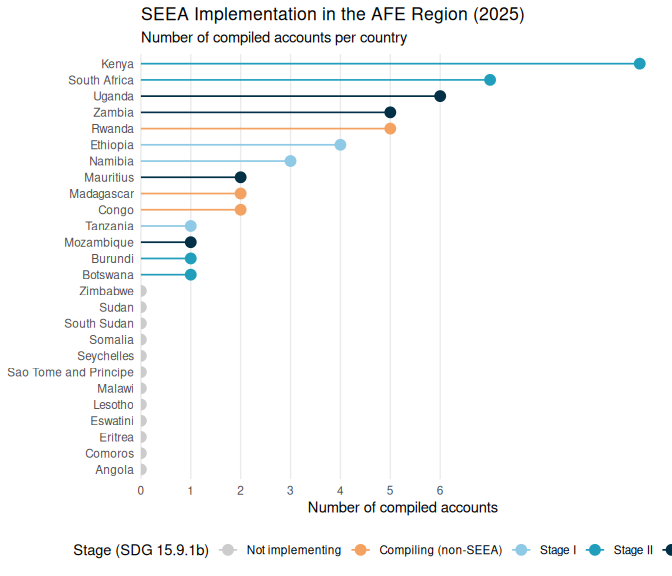 SEEA Implementation in the AFE Region (2025)
Number of compiled accounts per country
Kenya
South Africa
Uganda
Zambia
Rwanda
Ethiopia
Namibia
Mauritius
Madagascar
Congo
Tanzania
Mozambique
Burundi
Botswana
Zimbabwe
Sudan
South Sudan
Somalia
Seychelles
Sao Tome and Principe
Malawi
Lesotho
Eswatini
Eritrea
Comoros
Angola
0 1 2 3 4 5 6
Number of compiled accounts
Stage (SDG 15.9.1b) Not implementing Compiling (non-SEEA) Stage I Stage II